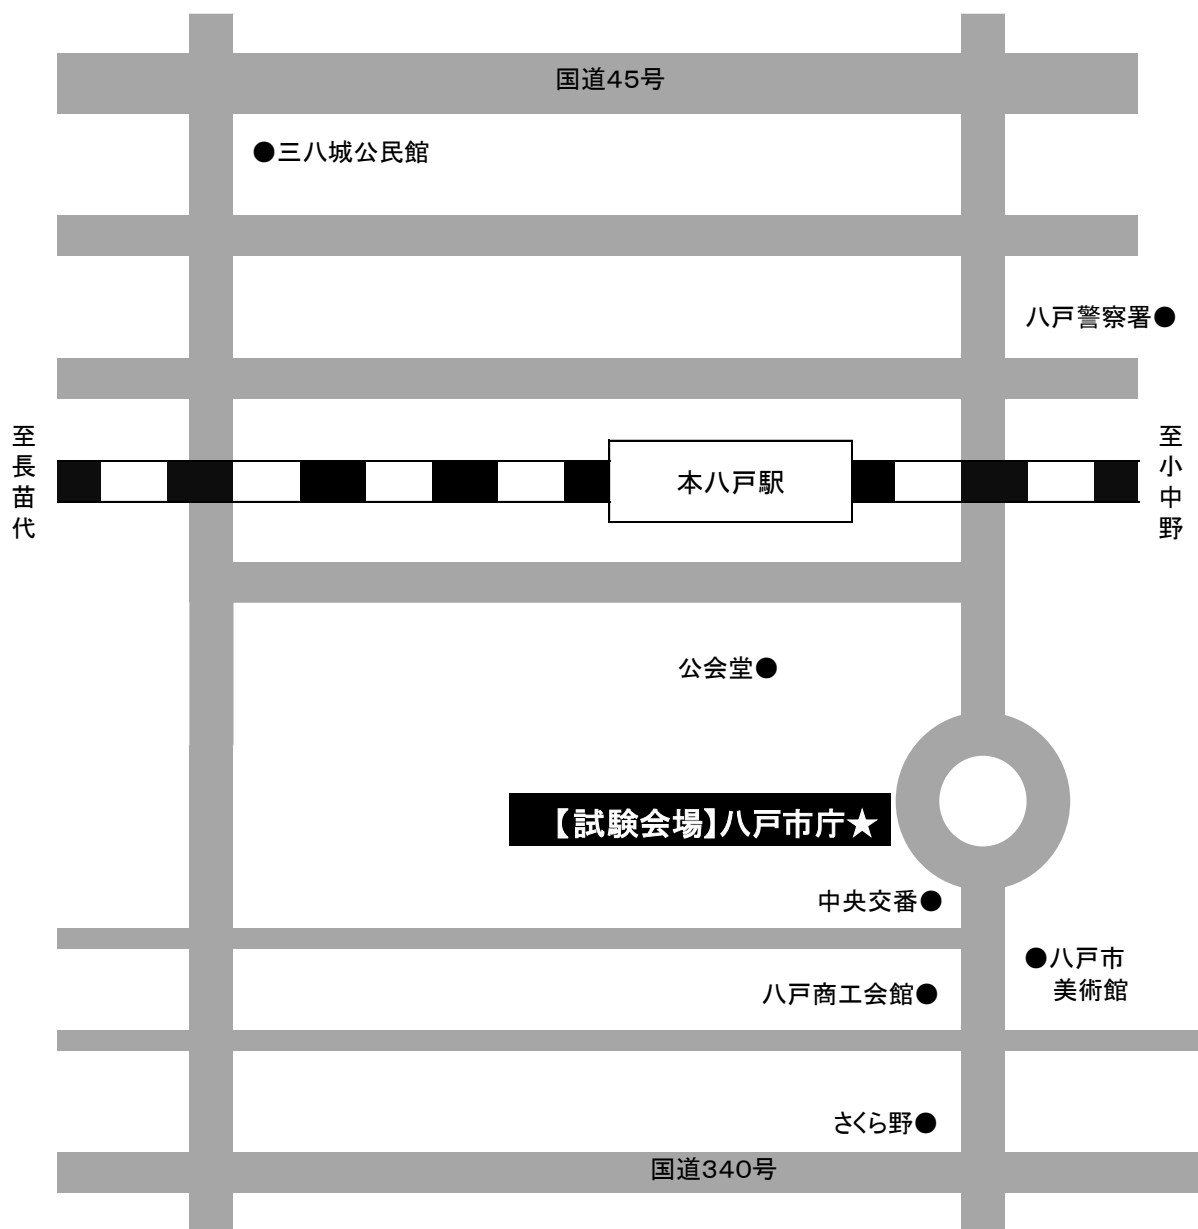 国道45号
●三八城公民館
八戸警察署●
至長苗代
本八戸駅
至小中野
公会堂●
【試験会場】八戸市庁★
中央交番●
●八戸市
美術館
八戸商工会館●
さくら野●
国道340号